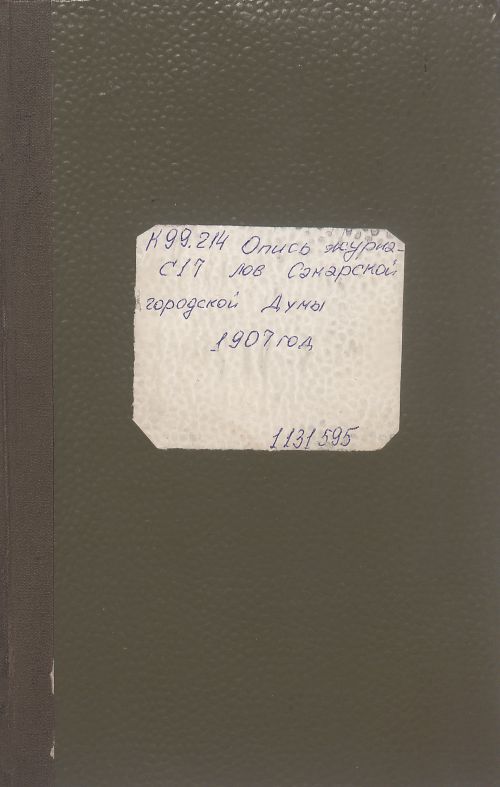 К99.214 Опись журна-
С17 лов Самарской
городской Думы
1907 год
1131595